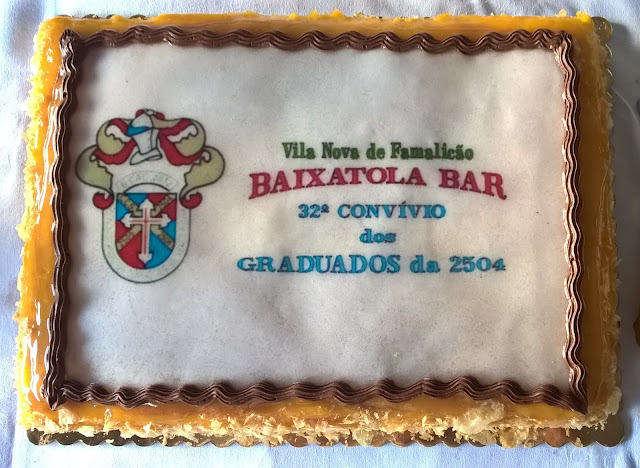 Vila Nova de Famalicão
BAIXATOLA BAR
32º CONVÍVIO
dos
GRADUADOS da 2504